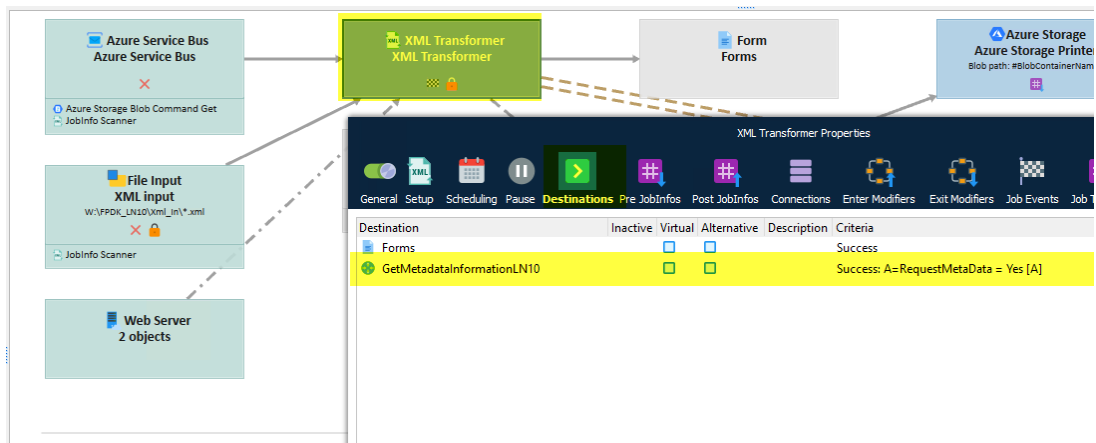 Azure Service Bus
Azure Service Bus
Azure Storage Blob Command Get
JobInfo Scanner
XML
XML Transformer
XML Transformer
Form
Forms
Azure Storage
Azure Storage Printer
Blob path: #BlobContainerNam
File Input
XML input
W:\FPDK_LN10\Xml_In\*.xml
JobInfo Scanner
Web Server
2 objects
XML Transformer Properties
XML
General Setup Scheduling Pause Destinations Pre JobInfos Post JobInfos Connections Enter Modifiers Exit Modifiers Job Events Job T
Destination Inactive Virtual Alternative Description Criteria
Forms Success
GetMetadataInformationLN10 Success: A=RequestMetaData = Yes [A]